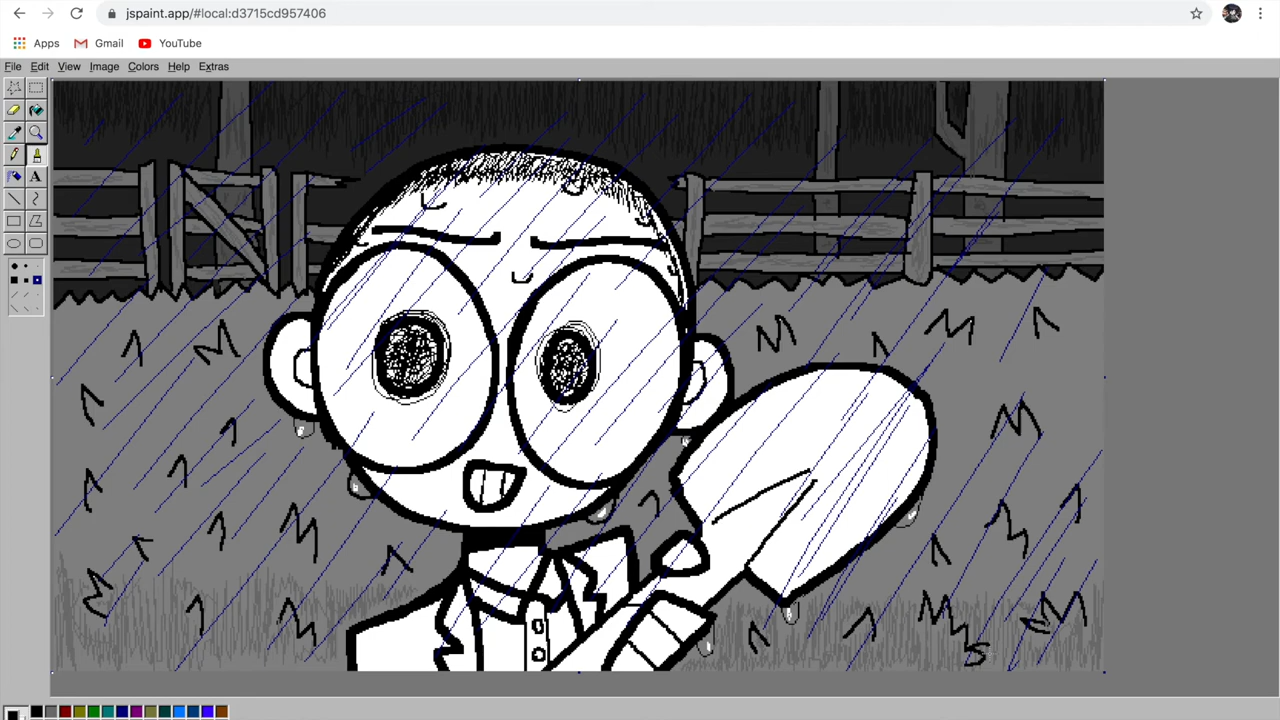 jspaint.app/#local:d3715cd957406
Apps Gmail YouTube
File Edit View Image Colors Help Extras
A